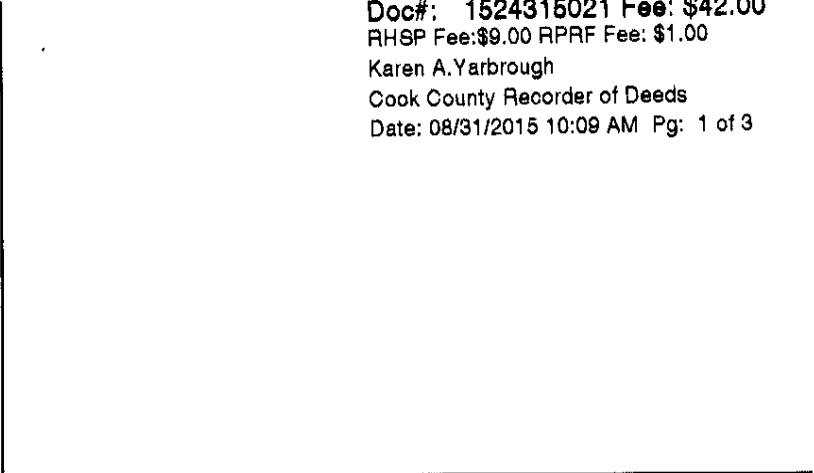 Doc#: 1524315021 Fee: $42.00
RHSP Fee:$9.00 RPRF Fee: $1.00
Karen A.Yarbrough
Cook County Recorder of Deeds
Date: 08/31/2015 10:09 AM Pg: 1 of 3